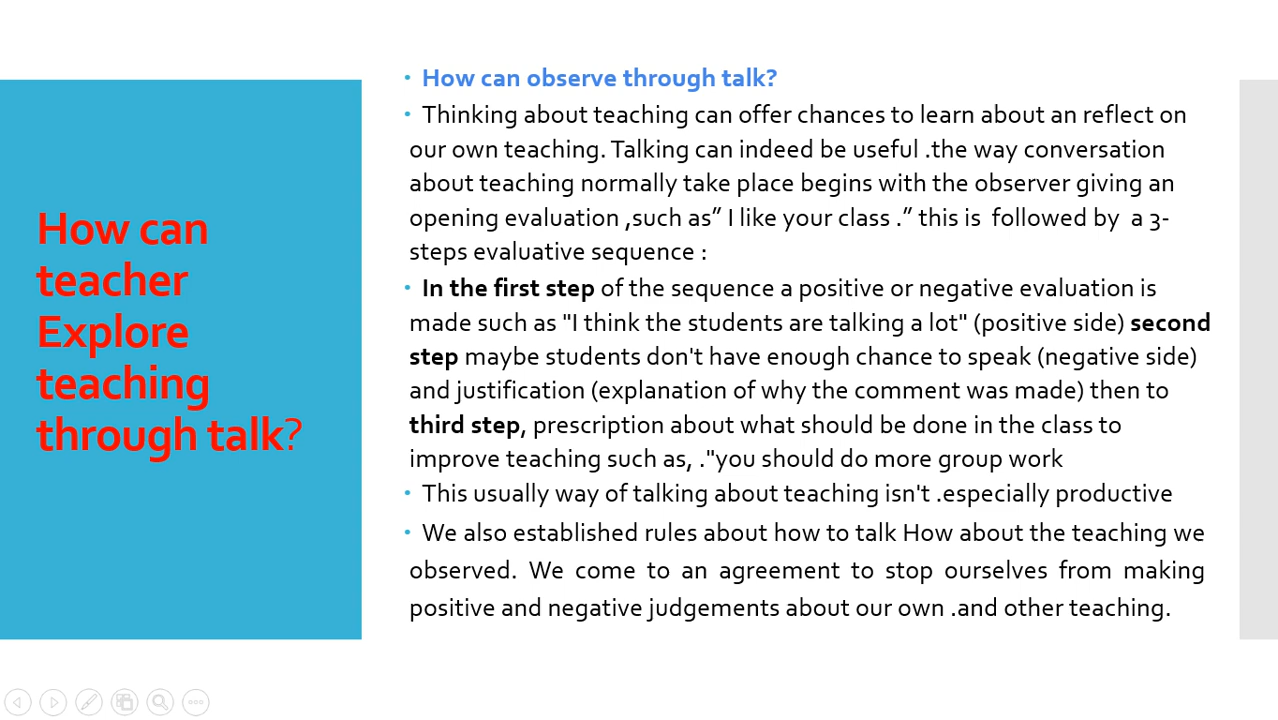 How can
teacher
Explore
teaching
through talk?
• How can observe through talk?
• Thinking about teaching can offer chances to learn about an reflect on
our own teaching. Talking can indeed be useful .the way conversation
about teaching normally take place begins with the observer giving an
opening evaluation ,such as” I like your class .” this is followed by a 3-
steps evaluative sequence :
• In the first step of the sequence a positive or negative evaluation is
made such as "I think the students are talking a lot" (positive side) second
step maybe students don't have enough chance to speak (negative side)
and justification (explanation of why the comment was made) then to
third step, prescription about what should be done in the class to
improve teaching such as, ."you should do more group work
• This usually way of talking about teaching isn't .especially productive
• We also established rules about how to talk How about the teaching we
observed. We come to an agreement to stop ourselves from making
positive and negative judgements about our own .and other teaching.